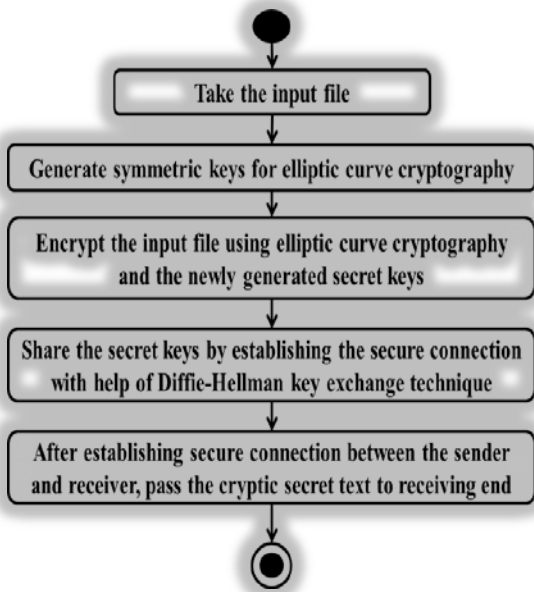 Take the input file
Generate symmetric keys for elliptic curve cryptography
Encrypt the input file using elliptic curve cryptography
and the newly generated secret keys
Share the secret keys by establishing the secure connection
with help of Diffie-Hellman key exchange technique
After establishing secure connection between the sender
and receiver, pass the cryptic secret text to receiving end